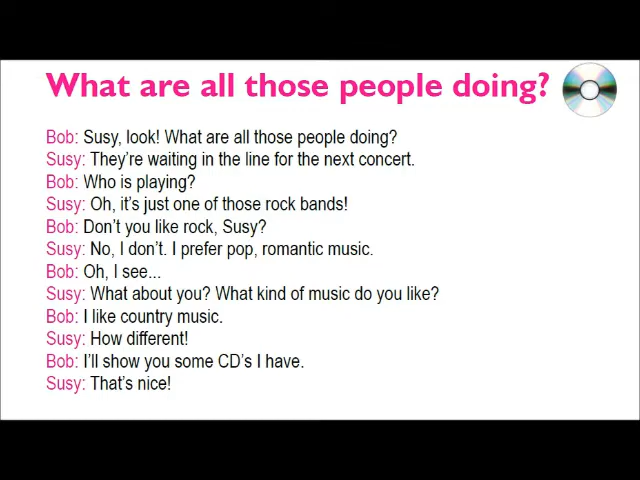 What are all those people doing?
Bob: Susy, look! What are all those people doing?
Susy: They're waiting in the line for the next concert.
Bob: Who is playing?
Susy: Oh, it's just one of those rock bands!
Bob: Don't you like rock, Susy?
Susy: No, I don't. I prefer pop, romantic music.
Bob: Oh, I see...
Susy: What about you? What kind of music do you like?
Bob: I like country music.
Susy: How different!
Bob: I'll show you some CD's I have.
Susy: That's nice!